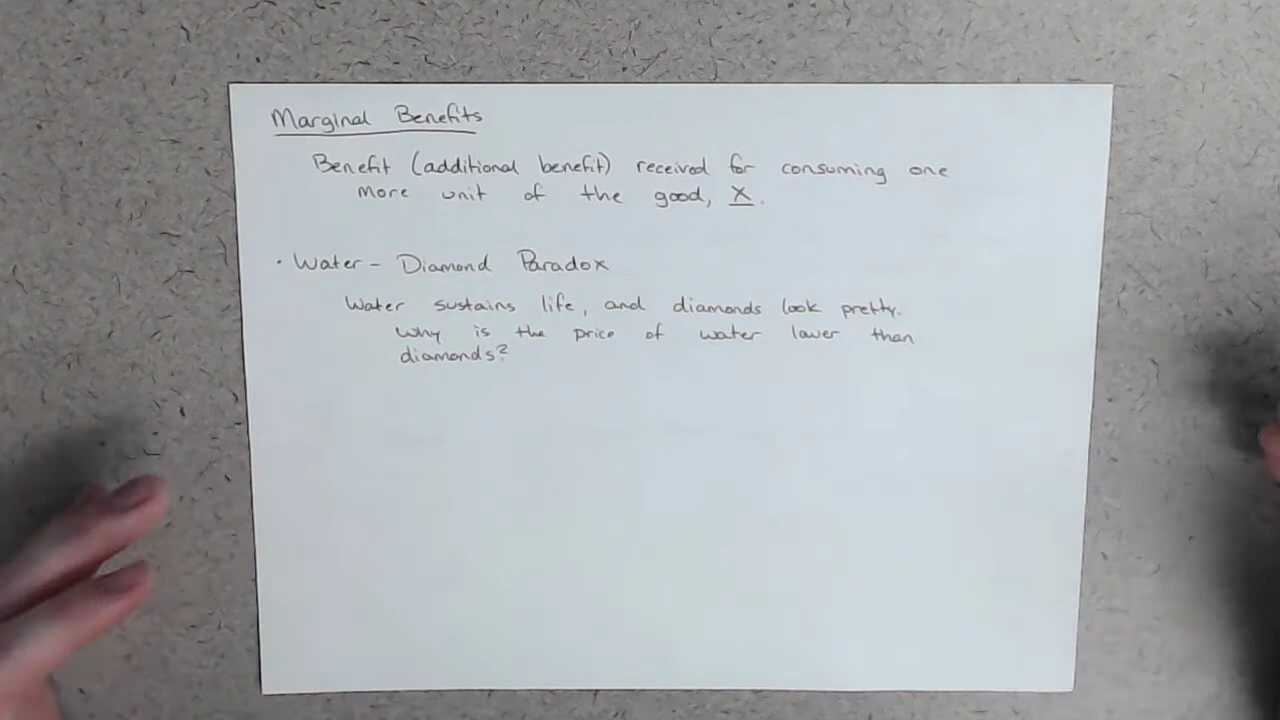 Marginal Benefits
Benefit (additional benefit) received for consuming one
more unit of the good, X.
· Water - Diamond Paradox
Water sustains life, and diamonds look pretty.
Why is the price of water lower than
diamonds?